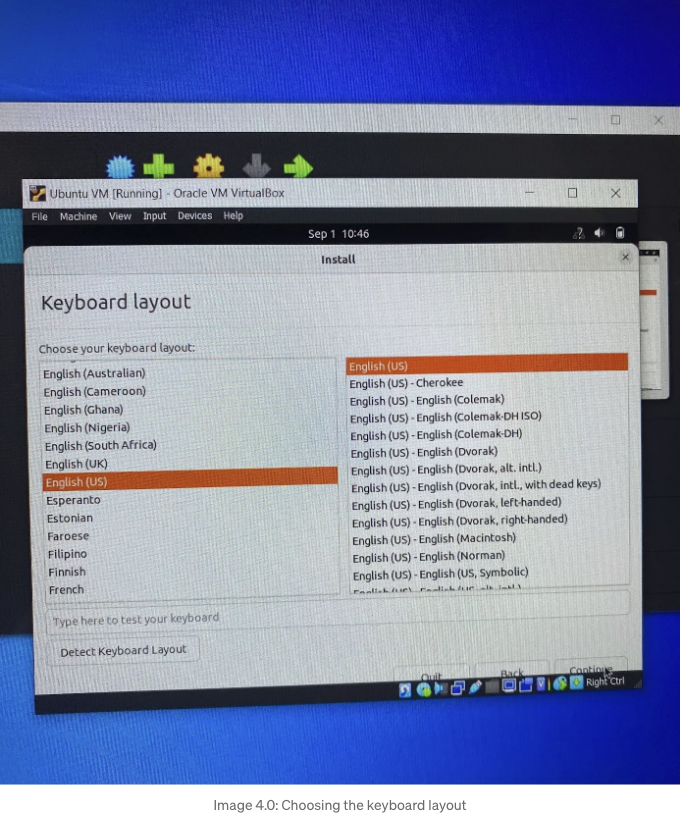 Ubuntu VM [Running] - Oracle VM VirtualBox
File Machine View Input Devices Help
Sep 1 10:46
Install
Keyboard layout
Choose your keyboard layout:
English (Australian)
English (Cameroon)
English (Ghana)
English (Nigeria)
English (South Africa)
English (UK)
English (US)
Esperanto
Estonian
Faroese
Filipino
Finnish
French
English (US)
English (US) - Cherokee
English (US) - English (Colemak)
English (US) - English (Colemak-DH ISO)
English (US) - English (Colemak-DH)
English (US) - English (Dvorak)
English (US) - English (Dvorak, alt. intl.)
English (US) - English (Dvorak, intl., with dead keys)
English (US) - English (Dvorak, left-handed)
English (US) - English (Dvorak, right-handed)
English (US) - English (Macintosh)
English (US) - English (Norman)
English (US) - English (US, Symbolic)
Type here to test your keyboard
Detect Keyboard Layout
Quit Back Continue
Right Ctrl
Image 4.0: Choosing the keyboard layout